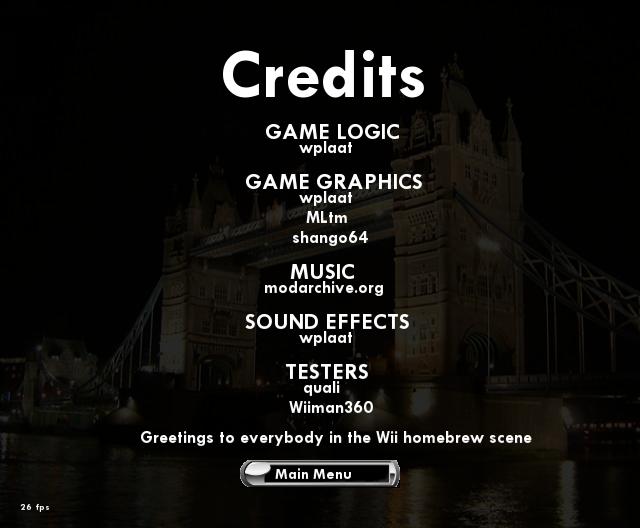 Credits
GAME LOGIC
wplaat
GAME GRAPHICS
wplaat
MLtm
shango64
MUSIC
modarchive.org
SOUND EFFECTS
wplaat
TESTERS
quali
Wiiman360
Greetings to everybody in the Wii homebrew scene
Main Menu
26 fps